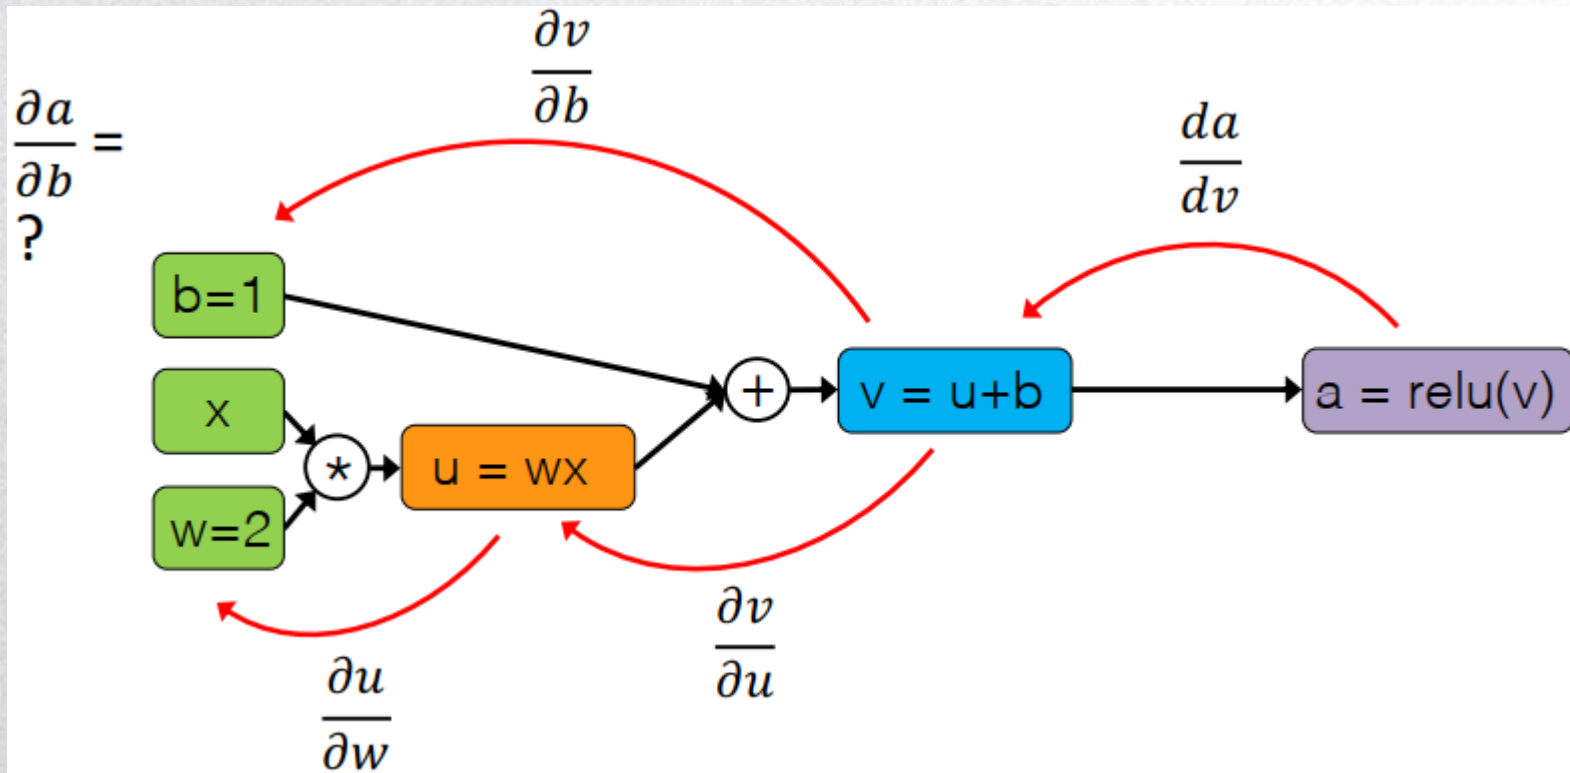 ∂a/∂b =
?
∂v/∂b
da/dv
b=1
x
w=2
*
u = wx
+
v = u+b
a = relu(v)
∂u/∂w
∂v/∂u